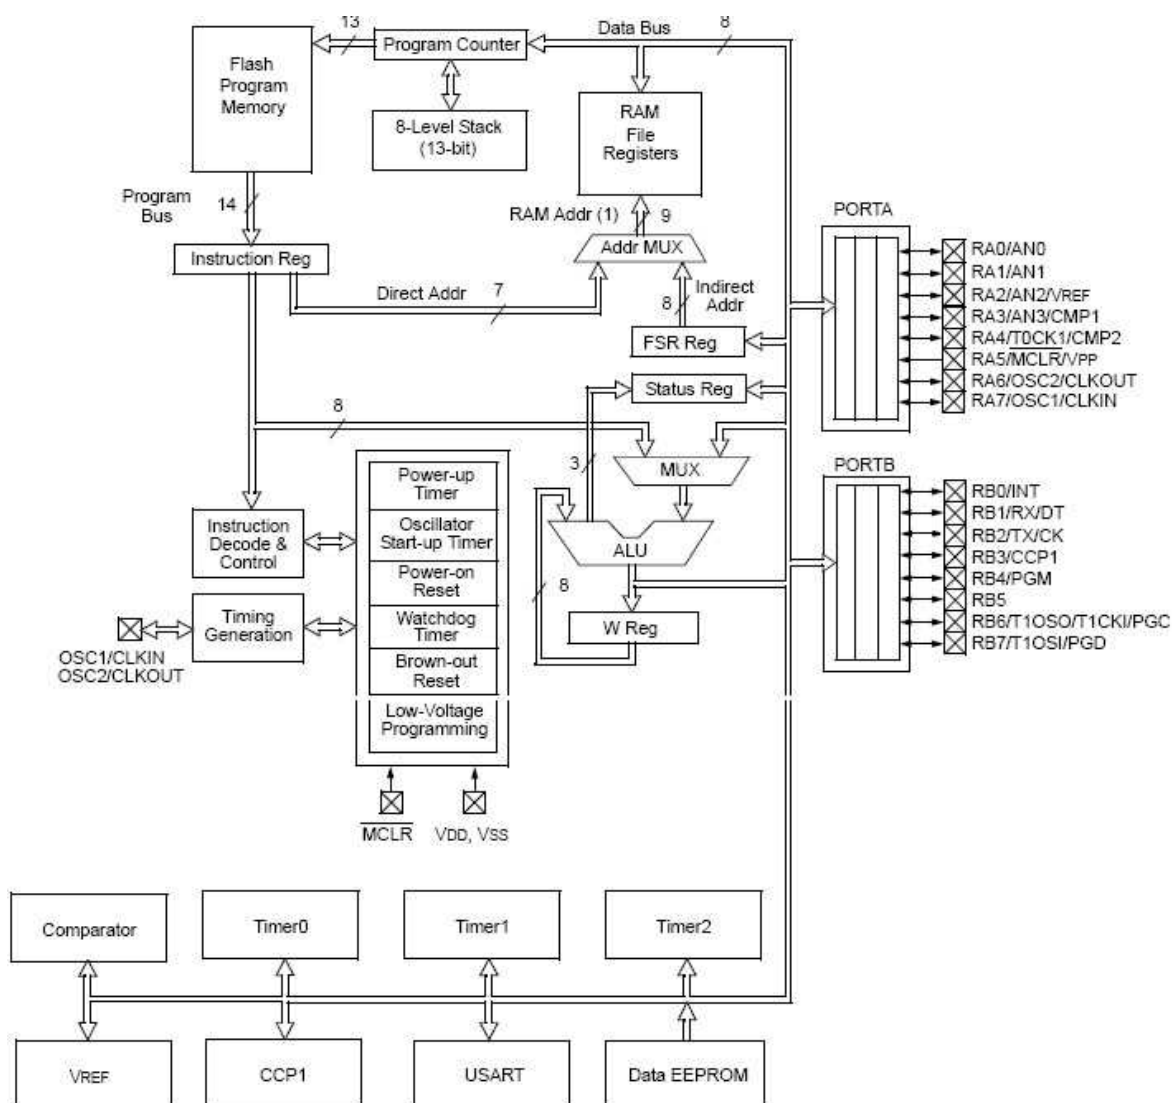 13
Data Bus
8
Program Counter
Flash
Program
Memory
8-Level Stack
(13-bit)
RAM
File
Registers
Program
Bus
14
RAM Addr (1)
9
Addr MUX
Instruction Reg
Direct Addr
7
Indirect
Addr
8
FSR Reg
Status Reg
8
3
MUX
ALU
8
W Reg
Power-up
Timer
Oscillator
Start-up Timer
Power-on
Reset
Watchdog
Timer
Brown-out
Reset
Low-Voltage
Programming
Instruction
Decode &
Control
Timing
Generation
OSC1/CLKIN
OSC2/CLKOUT
MCLR
VDD, VSS
PORTA
RA0/AN0
RA1/AN1
RA2/AN2/VREF
RA3/AN3/CMP1
RA4/T0CK1/CMP2
RA5/MCLR/VPP
RA6/OSC2/CLKOUT
RA7/OSC1/CLKIN
PORTB
RB0/INT
RB1/RX/DT
RB2/TX/CK
RB3/CCP1
RB4/PGM
RB5
RB6/T1OSO/T1CKI/PGC
RB7/T1OSI/PGD
Comparator
Timer0
Timer1
Timer2
VREF
CCP1
USART
Data EEPROM